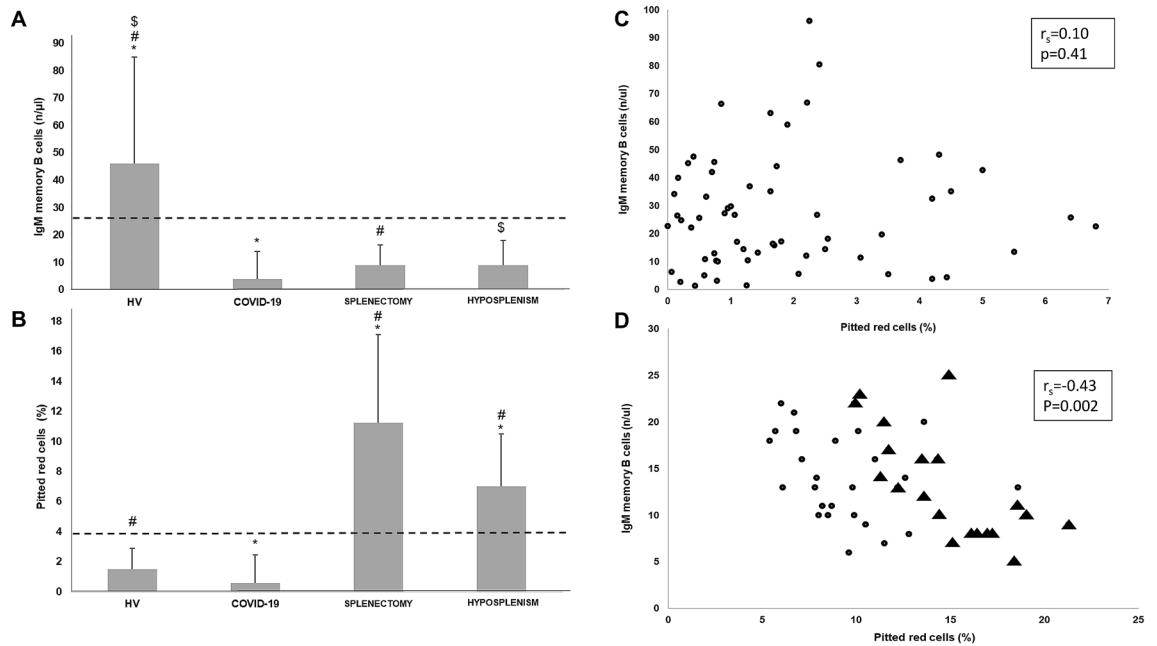 A
IgM memory B cells (n/µl)
90
80
70
60
50
40
30
20
10
0
$
#
*
*
#
$
HV
COVID-19
SPLENECTOMY
HYPOSPLENISM
B
Pitted red cells (%)
18
16
14
12
10
8
6
4
2
0
#
*
#
*
#
*
HV
COVID-19
SPLENECTOMY
HYPOSPLENISM
C
IgM memory B cells (n/ul)
100
90
80
70
60
50
40
30
20
10
0
rs=0.10
p=0.41
0
1
2
3
4
5
6
7
Pitted red cells (%)
D
IgM memory B cells (n/ul)
30
25
20
15
10
5
0
rs=-0.43
P=0.002
0
5
10
15
20
25
Pitted red cells (%)